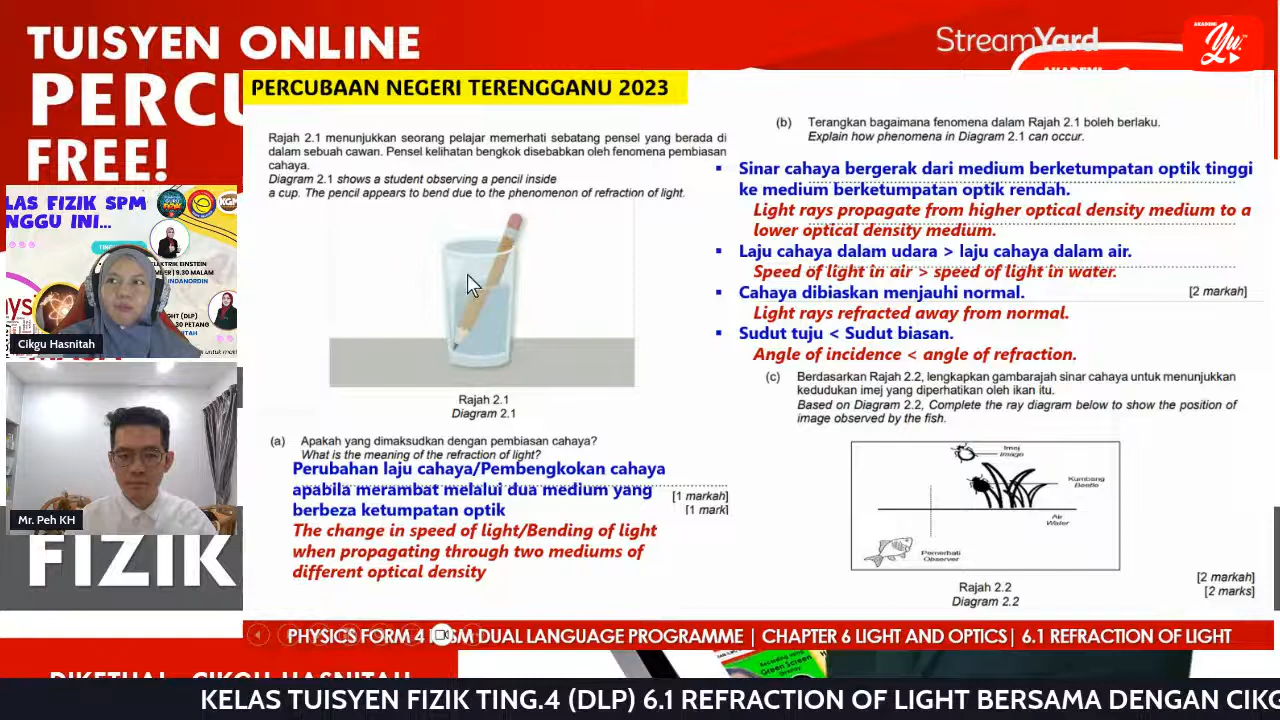 TUISYEN ONLINE
PERCU
FREE!
StreamYard
PERCUBAAN NEGERI TERENGGANU 2023
Rajah 2.1 menunjukkan seorang pelajar memerhati sebatang pensel yang berada di
dalam sebuah cawan. Pensel kelihatan bengkok disebabkan oleh fenomena pembiasan
cahaya.
Diagram 2.1 shows a student observing a pencil inside
a cup. The pencil appears to bend due to the phenomenon of refraction of light.
Rajah 2.1
Diagram 2.1
(a) Apakah yang dimaksudkan dengan pembiasan cahaya?
What is the meaning of the refraction of light?
Perubahan laju cahaya/Pembengkokan cahaya
apabila merambat melalui dua medium yang
berbeza ketumpatan optik
[1 markah]
[1 mark]
The change in speed of light/Bending of light
when propagating through two mediums of
different optical density
(b) Terangkan bagaimana fenomena dalam Rajah 2.1 boleh berlaku.
Explain how phenomena in Diagram 2.1 can occur.
▪ Sinar cahaya bergerak dari medium berketumpatan optik tinggi
ke medium berketumpatan optik rendah.
Light rays propagate from higher optical density medium to a
lower optical density medium.
▪ Laju cahaya dalam udara > laju cahaya dalam air.
Speed of light in air > speed of light in water.
▪ Cahaya dibiaskan menjauhi normal.
[2 markah]
Light rays refracted away from normal.
▪ Sudut tuju < Sudut biasan.
Angle of incidence < angle of refraction.
(c) Berdasarkan Rajah 2.2, lengkapkan gambarajah sinar cahaya untuk menunjukkan
kedudukan imej yang diperhatikan oleh ikan itu.
Based on Diagram 2.2, Complete the ray diagram below to show the position of
image observed by the fish.
Imej
Image
Kumbang
Beetle
Air
Water
Pemerhati
Observer
Rajah 2.2
Diagram 2.2
[2 markah]
[2 marks]
LAS FIZIK SPM
NGGU INI...
Cikgu Hasnitah
Mr. Peh KH
FIZIK
PHYSICS FORM 4 SM DUAL LANGUAGE PROGRAMME | CHAPTER 6 LIGHT AND OPTICS | 6.1 REFRACTION OF LIGHT
Green Screen
KELAS TUISYEN FIZIK TING.4 (DLP) 6.1 REFRACTION OF LIGHT BERSAMA DENGAN CIKG